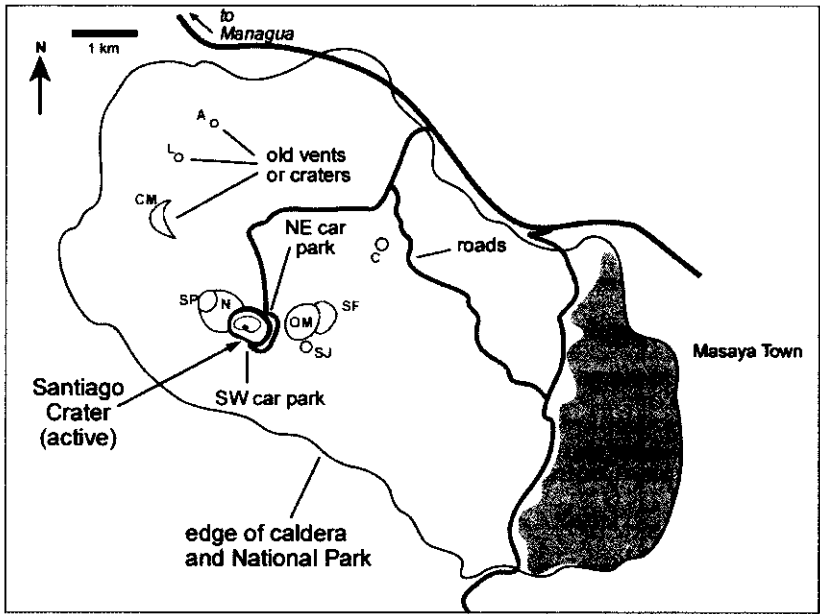 to
Managua
1 km
N
A
L
old vents
or craters
CM
NE car
park
C
roads
SP
N
OM
SF
SJ
Masaya Town
Santiago
Crater
(active)
SW car park
edge of caldera
and National Park